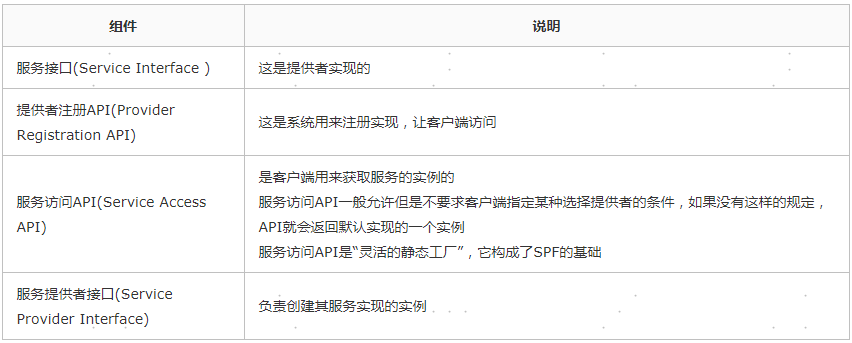 组件 说明
服务接口(Service Interface ) 这是提供者实现的
提供者注册API(Provider
Registration API)
这是系统用来注册实现，让客户端访问
服务访问API(Service Access
API)
是客户端用来获取服务的实例的
服务访问API一般允许但是不要求客户端指定某种选择提供者的条件，如果没有这样的规定，
API就会返回默认实现的一个实例
服务访问API是“灵活的静态工厂”，它构成了SPF的基础
服务提供者接口(Service
Provider Interface)
负责创建其服务实现的实例